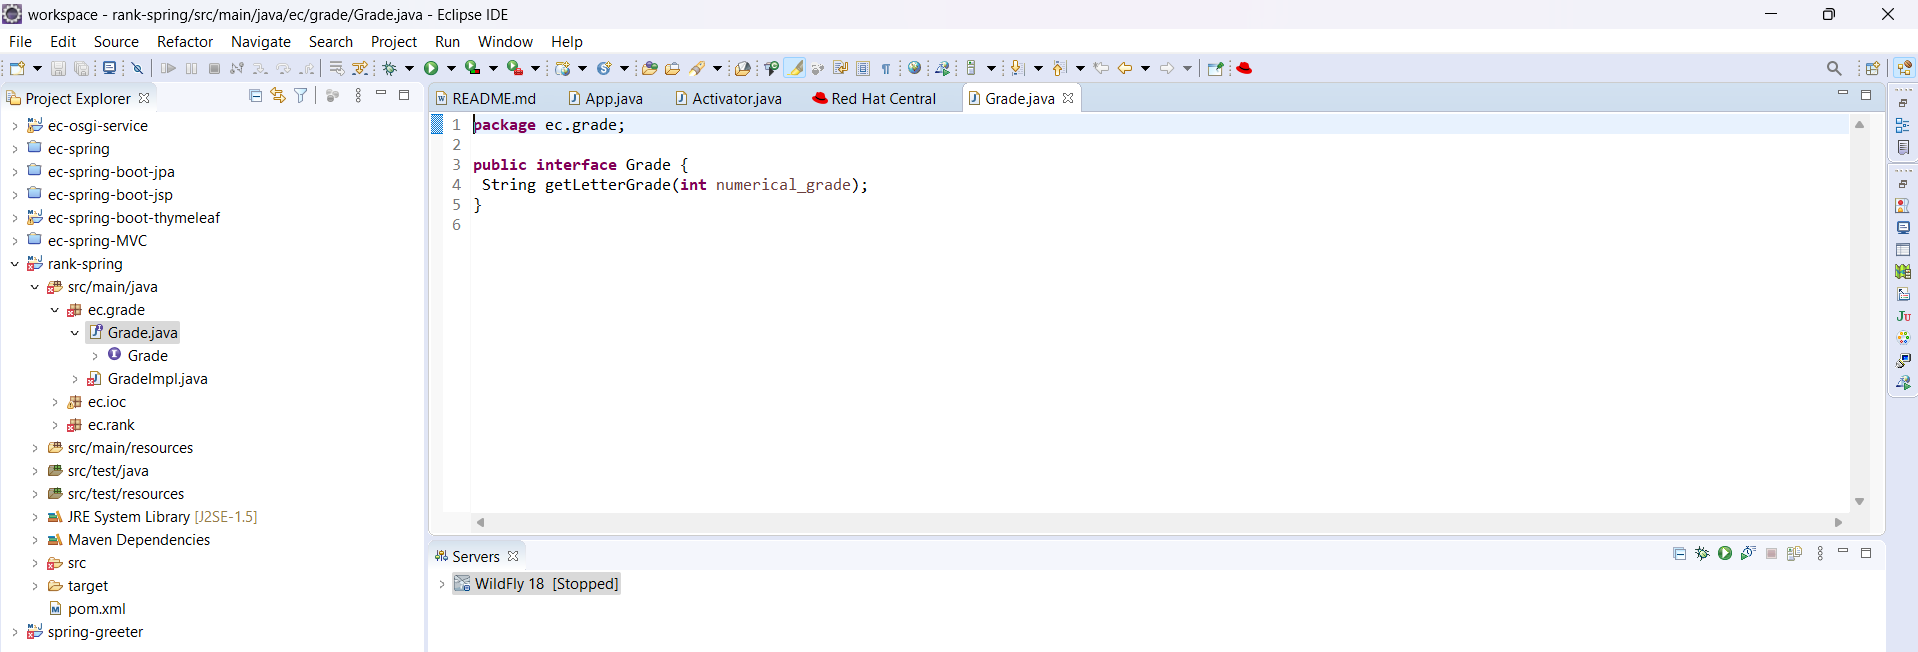 workspace - rank-spring/src/main/java/ec/grade/Grade.java - Eclipse IDE
File Edit Source Refactor Navigate Search Project Run Window Help
Project Explorer
ec-osgi-service
ec-spring
ec-spring-boot-jpa
ec-spring-boot-jsp
ec-spring-boot-thymeleaf
ec-spring-MVC
rank-spring
src/main/java
ec.grade
Grade.java
Grade
GradeImpl.java
ec.ioc
ec.rank
src/main/resources
src/test/java
src/test/resources
JRE System Library [J2SE-1.5]
Maven Dependencies
src
target
pom.xml
spring-greeter
README.md App.java Activator.java Red Hat Central Grade.java
1 package ec.grade;
2
3 public interface Grade {
4 String getLetterGrade(int numerical_grade);
5 }
6
Servers
WildFly 18 [Stopped]